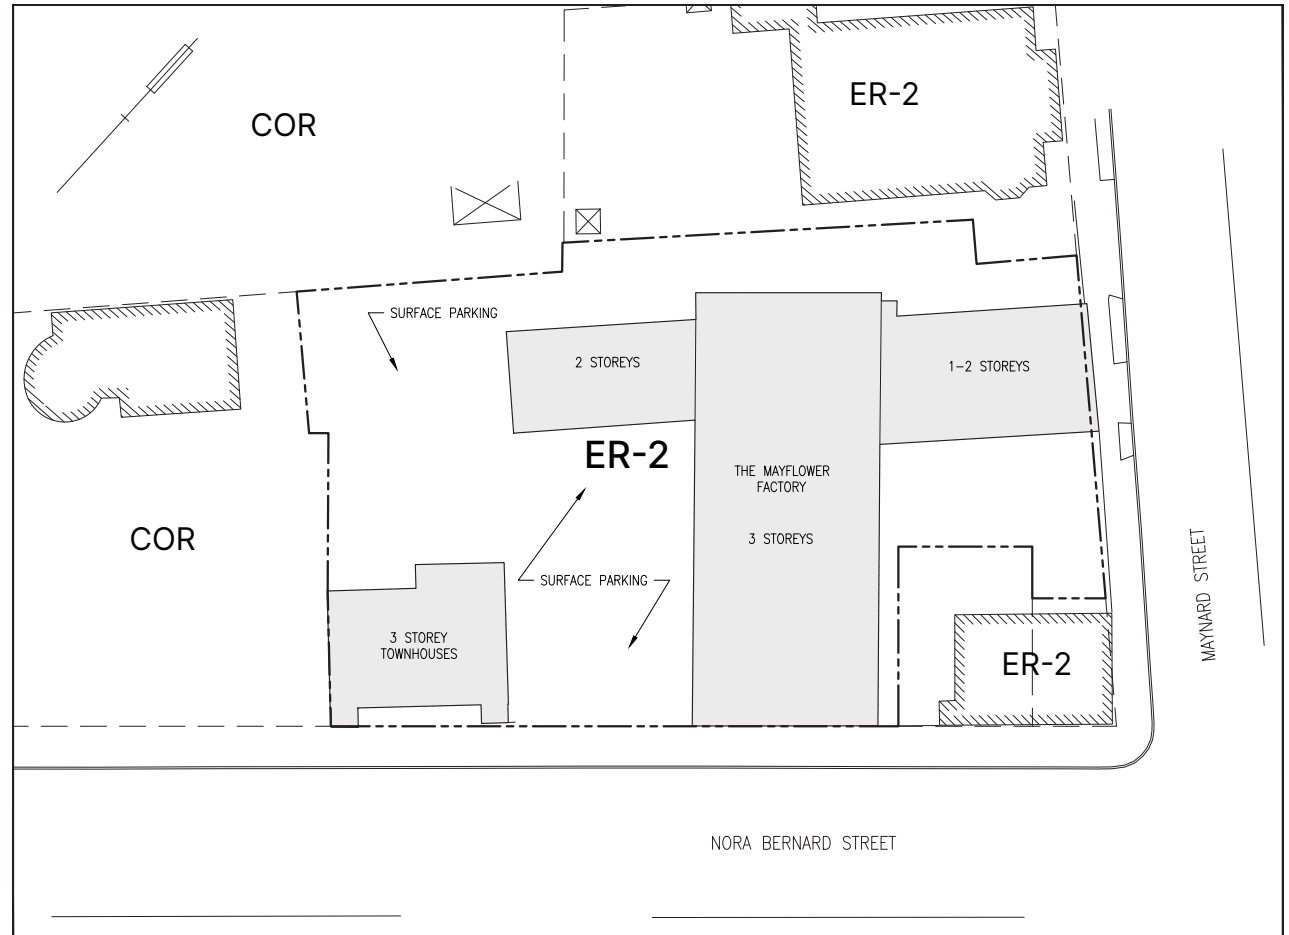 ER-2
COR
SURFACE PARKING
2 STOREYS
1-2 STOREYS
ER-2
THE MAYFLOWER
FACTORY
3 STOREYS
COR
SURFACE PARKING
MAYNARD STREET
3 STOREY
TOWNHOUSES
ER-2
NORA BERNARD STREET